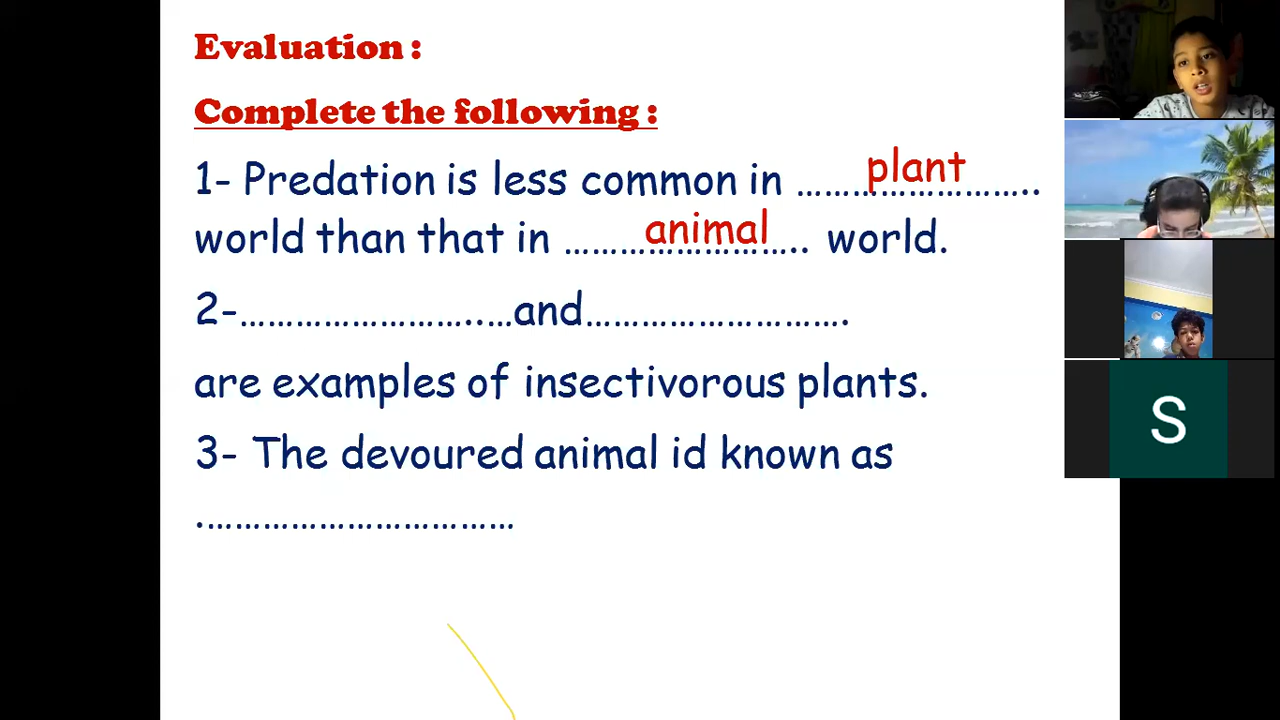 Evaluation :
Complete the following :
1- Predation is less common in ......plant......
world than that in ......animal...... world.
2-........................and..........................
are examples of insectivorous plants.
3- The devoured animal id known as
.................................
S